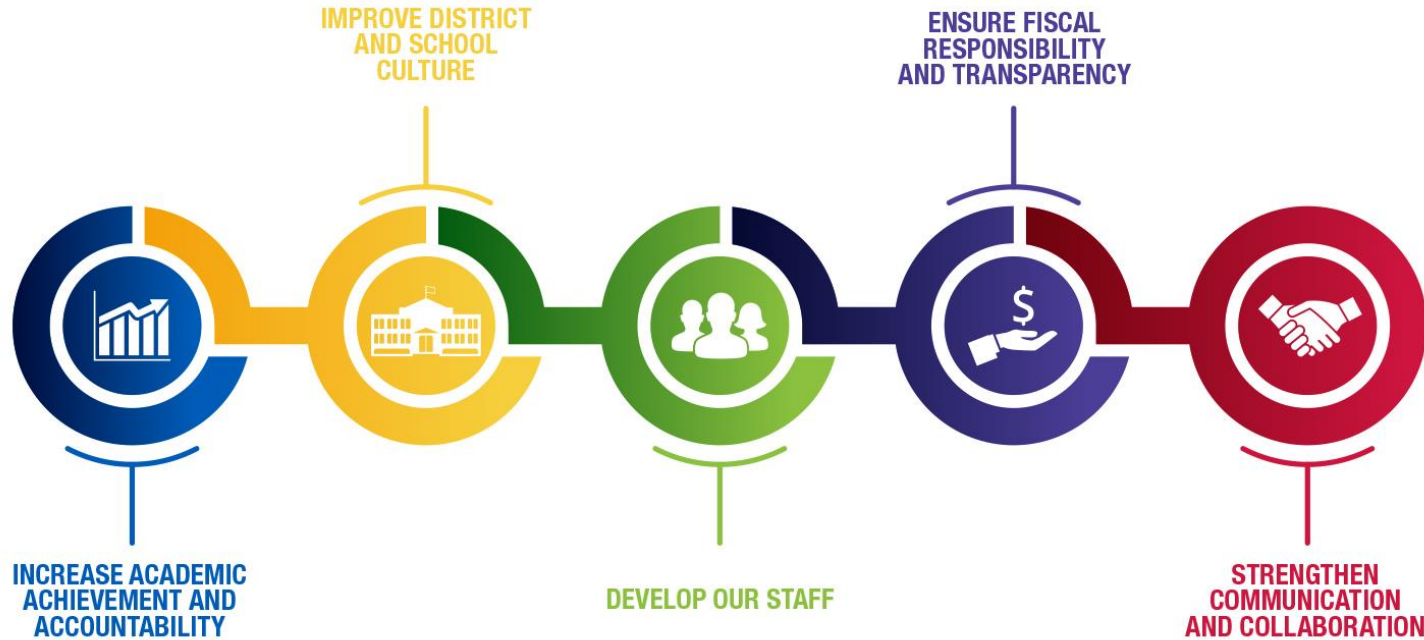 IMPROVE DISTRICT
AND SCHOOL
CULTURE
ENSURE FISCAL
RESPONSIBILITY
AND TRANSPARENCY
$
INCREASE ACADEMIC
ACHIEVEMENT AND
ACCOUNTABILITY
DEVELOP OUR STAFF
STRENGTHEN
COMMUNICATION
AND COLLABORATION